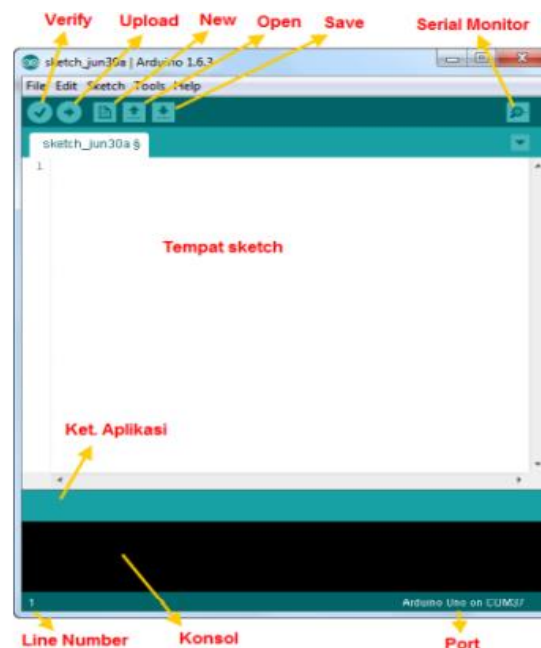 Verify Upload New Open Save Serial Monitor
sketch_jun30a | Arduino 1.6.3
File Edit Sketch Tools Help
sketch_jun30a §
1
Tempat sketch
Ket. Aplikasi
1 Arduino Uno on COM37
Line Number Konsol Port